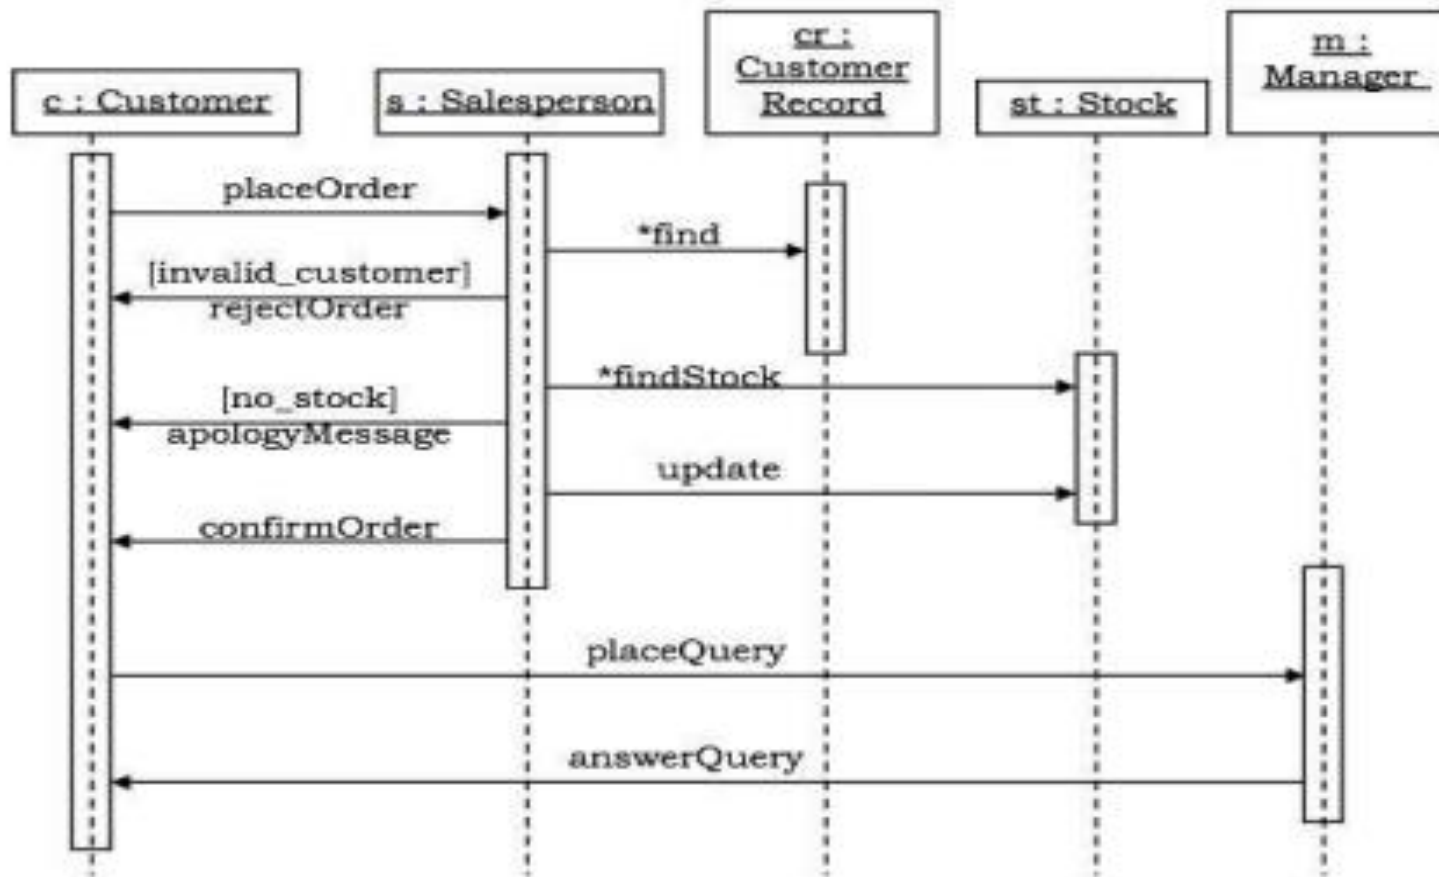 c : Customer
s : Salesperson
cr :
Customer
Record
st : Stock
m :
Manager
placeOrder
*find
[invalid_customer]
rejectOrder
*findStock
[no_stock]
apologyMessage
update
confirmOrder
placeQuery
answerQuery